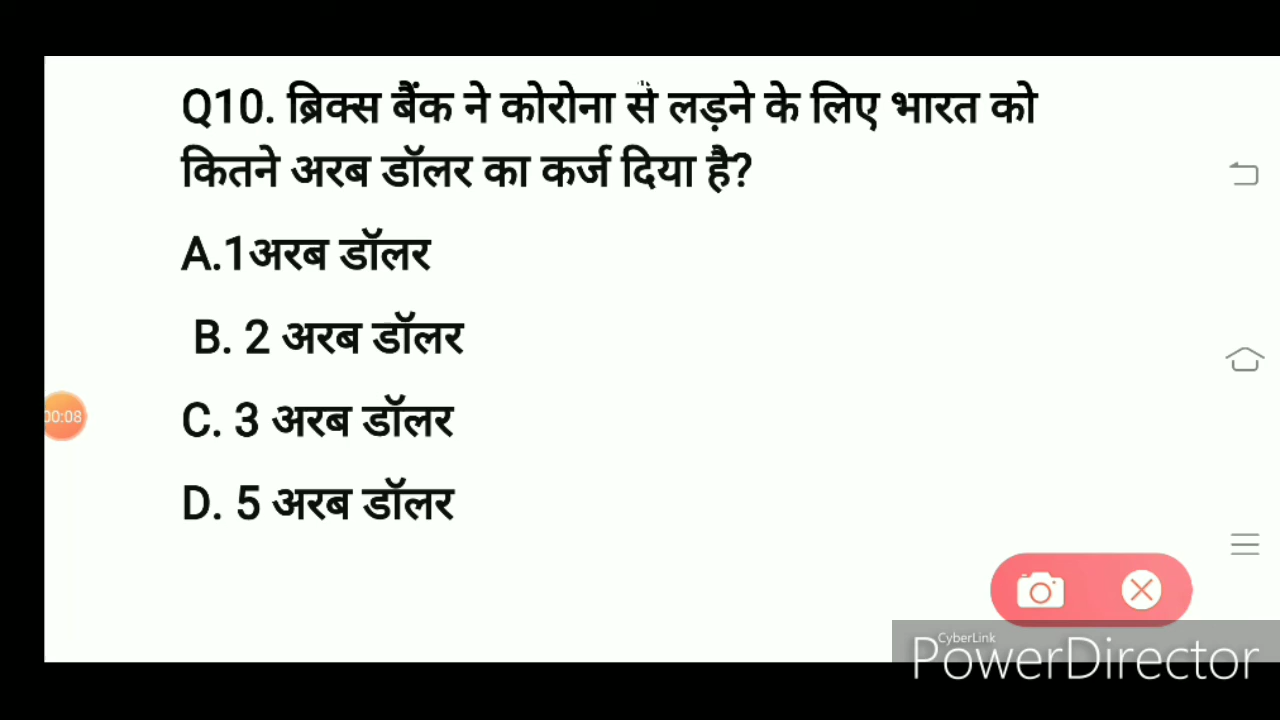 Q10. ब्रिक्स बैंक ने कोरोना से लड़ने के लिए भारत को
कितने अरब डॉलर का कर्ज दिया है?
A.1अरब डॉलर
B. 2 अरब डॉलर
C. 3 अरब डॉलर
00:08
D. 5 अरब डॉलर
CyberLink
PowerDirector